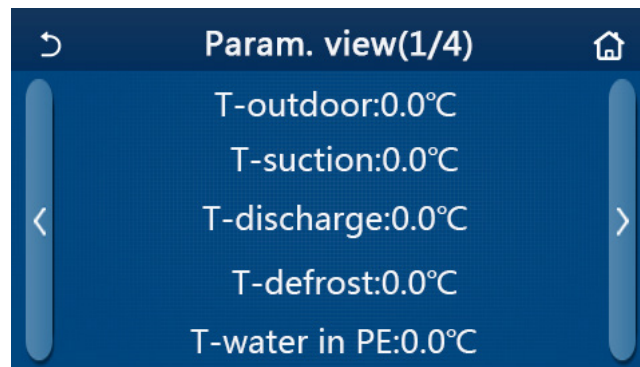 Param. view(1/4)
T-outdoor:0.0℃
T-suction:0.0℃
T-discharge:0.0℃
T-defrost:0.0℃
T-water in PE:0.0℃